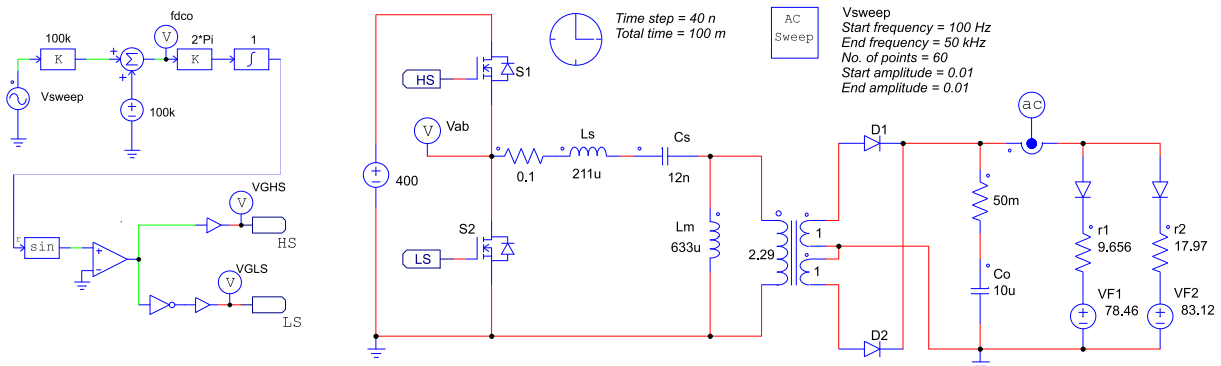 fdco
V
100k
2*Pi
1
K
Σ
K
∫
Vsweep
100k
r
sin
VGHS
V
HS
VGLS
V
LS
Time step = 40 n
Total time = 100 m
AC
Sweep
Vsweep
Start frequency = 100 Hz
End frequency = 50 kHz
No. of points = 60
Start amplitude = 0.01
End amplitude = 0.01
S1
HS
V
Vab
400
0.1
Ls
211u
Cs
12n
S2
LS
Lm
633u
2.29
1
1
D1
D2
ac
50m
Co
10u
r1
9.656
r2
17.97
VF1
78.46
VF2
83.12